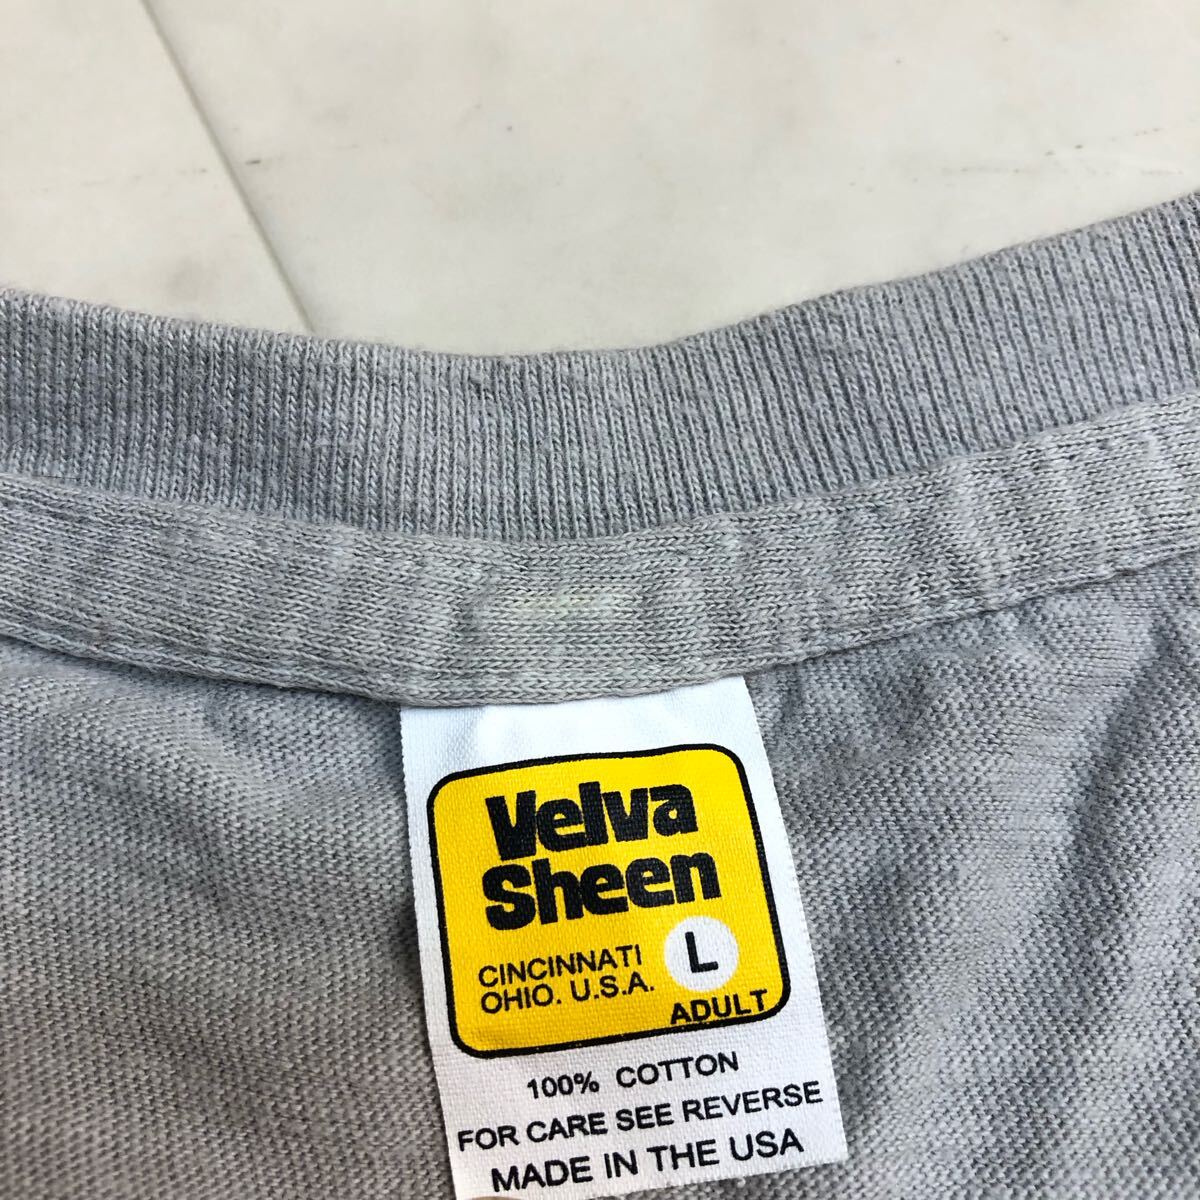 Velva
Sheen
CINCINNATI
OHIO. U.S.A.
L
ADULT
100% COTTON
FOR CARE SEE REVERSE
MADE IN THE USA